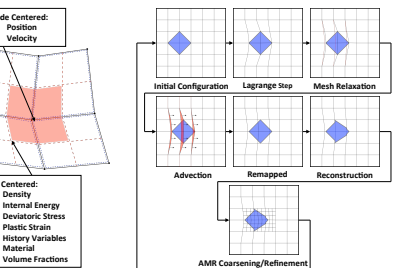 de Centered:
Position
Velocity
Centered:
Density
Internal Energy
Deviatoric Stress
Plastic Strain
History Variables
Material
Volume Fractions
Initial Configuration
Lagrange Step
Mesh Relaxation
Advection
Remapped
Reconstruction
AMR Coarsening/Refinement